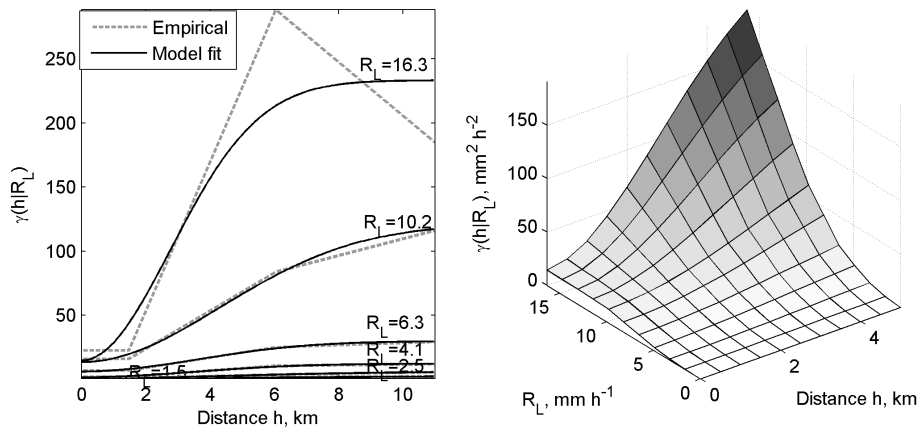 Empirical
Model fit
250
200
150
100
50
γ(h|R_L)
R_L=16.3
R_L=10.2
R_L=6.3
R_L=4.1
R_L=2.5
R_L=1.5
0 2 4 6 8 10
Distance h, km
150
100
50
0
γ(h|R_L), mm² h⁻²
15
10
5
0
R_L, mm h⁻¹
0
2
4
Distance h, km